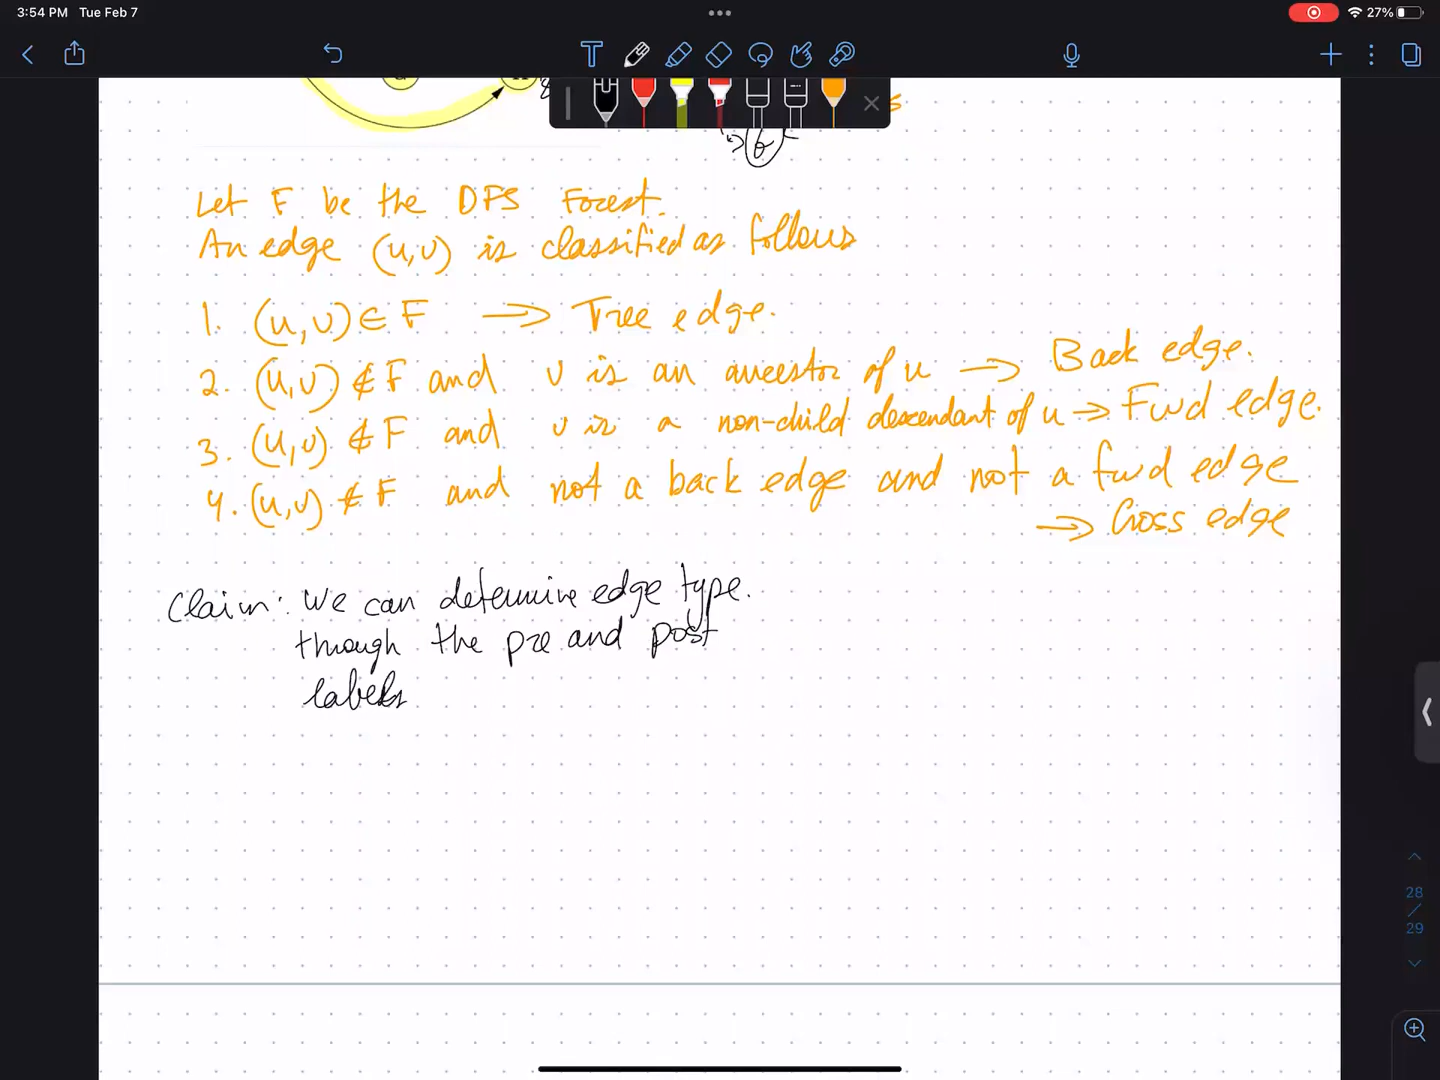 3:54 PM Tue Feb 7
27%
Let F be the DFS Forest.
An edge (u,v) is classified as follows
1. (u,v) ∈ F → Tree edge.
2. (u,v) ∉ F and v is an ancestor of u → Back edge.
3. (u,v) ∉ F and v is a non-child descendant of u → Fwd edge.
4. (u,v) ∉ F and not a back edge and not a fwd edge
→ Cross edge
Claim: We can determine edge type.
though the pre and post
labels
28
/
29